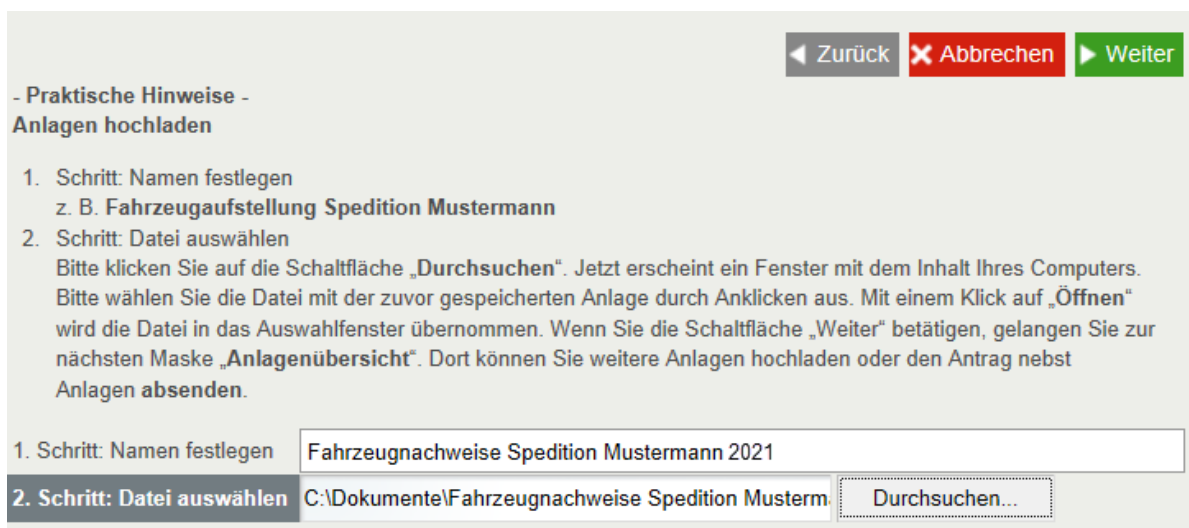 Zurück Abbrechen Weiter
- Praktische Hinweise -
Anlagen hochladen
1. Schritt: Namen festlegen
z. B. Fahrzeugaufstellung Spedition Mustermann
2. Schritt: Datei auswählen
Bitte klicken Sie auf die Schaltfläche „Durchsuchen“. Jetzt erscheint ein Fenster mit dem Inhalt Ihres Computers.
Bitte wählen Sie die Datei mit der zuvor gespeicherten Anlage durch Anklicken aus. Mit einem Klick auf „Öffnen“
wird die Datei in das Auswahlfenster übernommen. Wenn Sie die Schaltfläche „Weiter“ betätigen, gelangen Sie zur
nächsten Maske „Anlagenübersicht“. Dort können Sie weitere Anlagen hochladen oder den Antrag nebst
Anlagen absenden.
1. Schritt: Namen festlegen Fahrzeugnachweise Spedition Mustermann 2021
2. Schritt: Datei auswählen C:\Dokumente\Fahrzeugnachweise Spedition Musterm Durchsuchen...